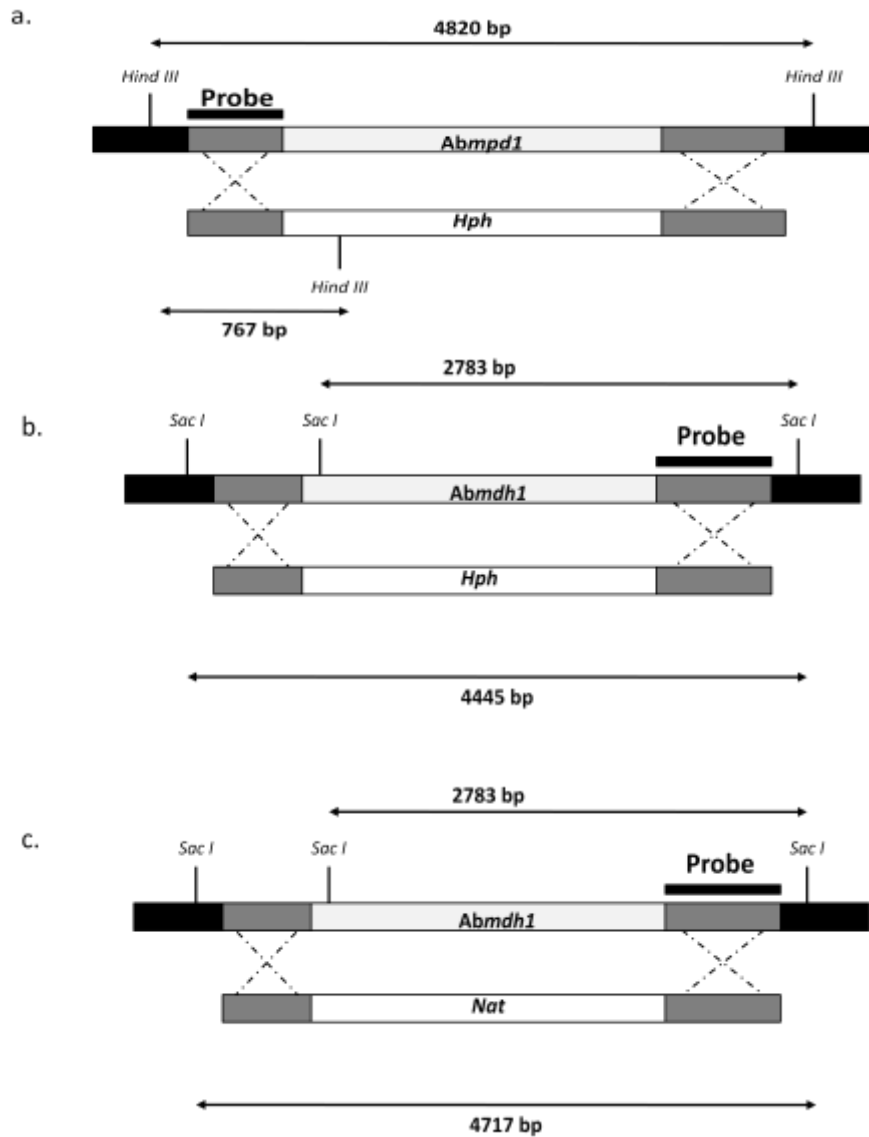 a.
4820 bp
Hind III
Hind III
Probe
Abmpd1
Hph
Hind III
767 bp
2783 bp
b.
Sac I
Sac I
Sac I
Probe
Abmdh1
Hph
4445 bp
2783 bp
c.
Sac I
Sac I
Sac I
Probe
Abmdh1
Nat
4717 bp